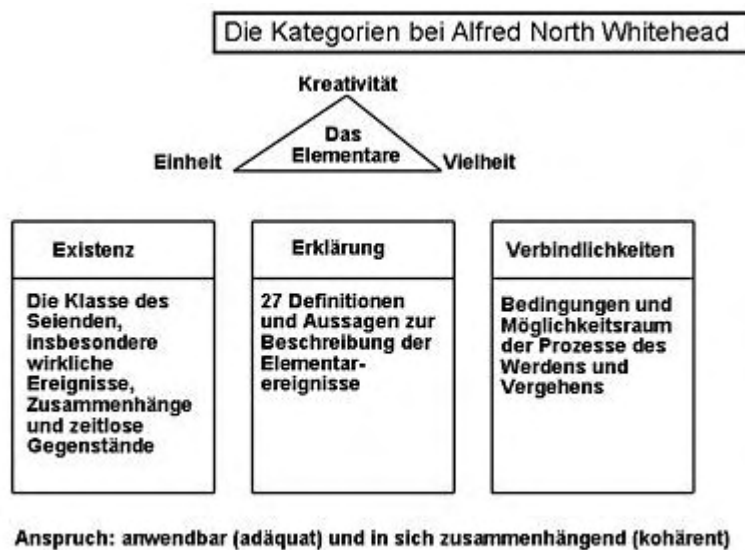 Die Kategorien bei Alfred North Whitehead
Kreativität
Das
Elementare
Einheit
Vielheit
Existenz
Die Klasse des
Seienden,
insbesondere
wirkliche
Ereignisse,
Zusammenhänge
und zeitlose
Gegenstände
Erklärung
27 Definitionen
und Aussagen zur
Beschreibung der
Elementar-
ereignisse
Verbindlichkeiten
Bedingungen und
Möglichkeitsraum
der Prozesse des
Werdens und
Vergehens
Anspruch: anwendbar (adäquat) und in sich zusammenhängend (kohärent)